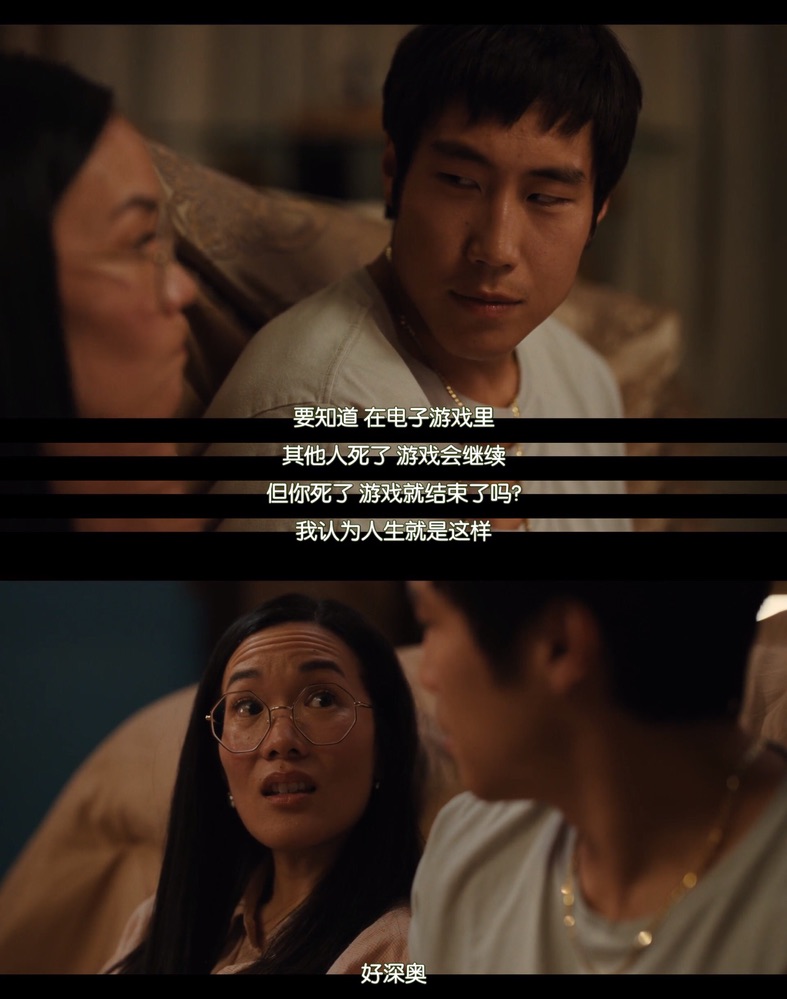 要知道 在电子游戏里
其他人死了 游戏会继续
但你死了 游戏就结束了吗?
我认为人生就是这样
好深奥